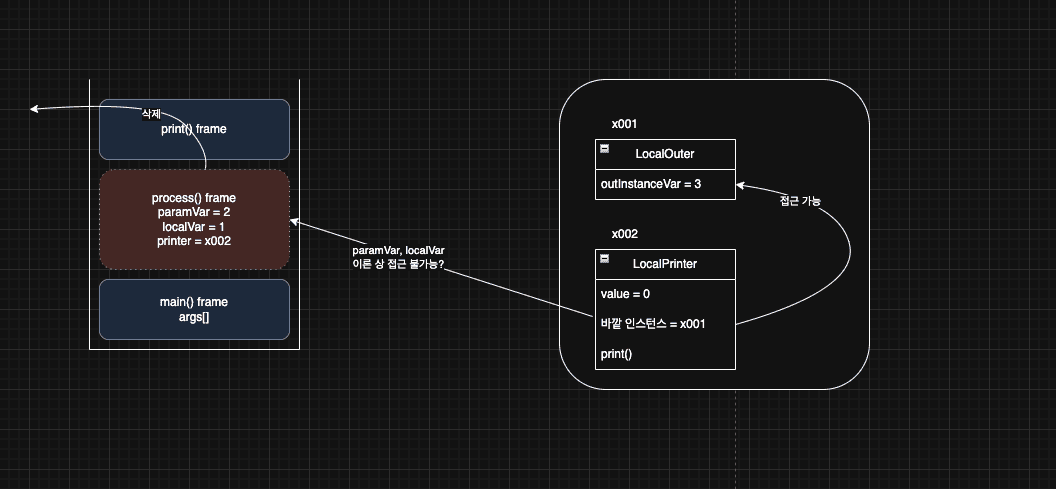 삭제
print() frame
process() frame
paramVar = 2
localVar = 1
printer = x002
main() frame
args[]
paramVar, localVar
이론 상 접근 불가능?
x001
LocalOuter
outInstanceVar = 3
접근 가능
x002
LocalPrinter
value = 0
바깥 인스턴스 = x001
print()